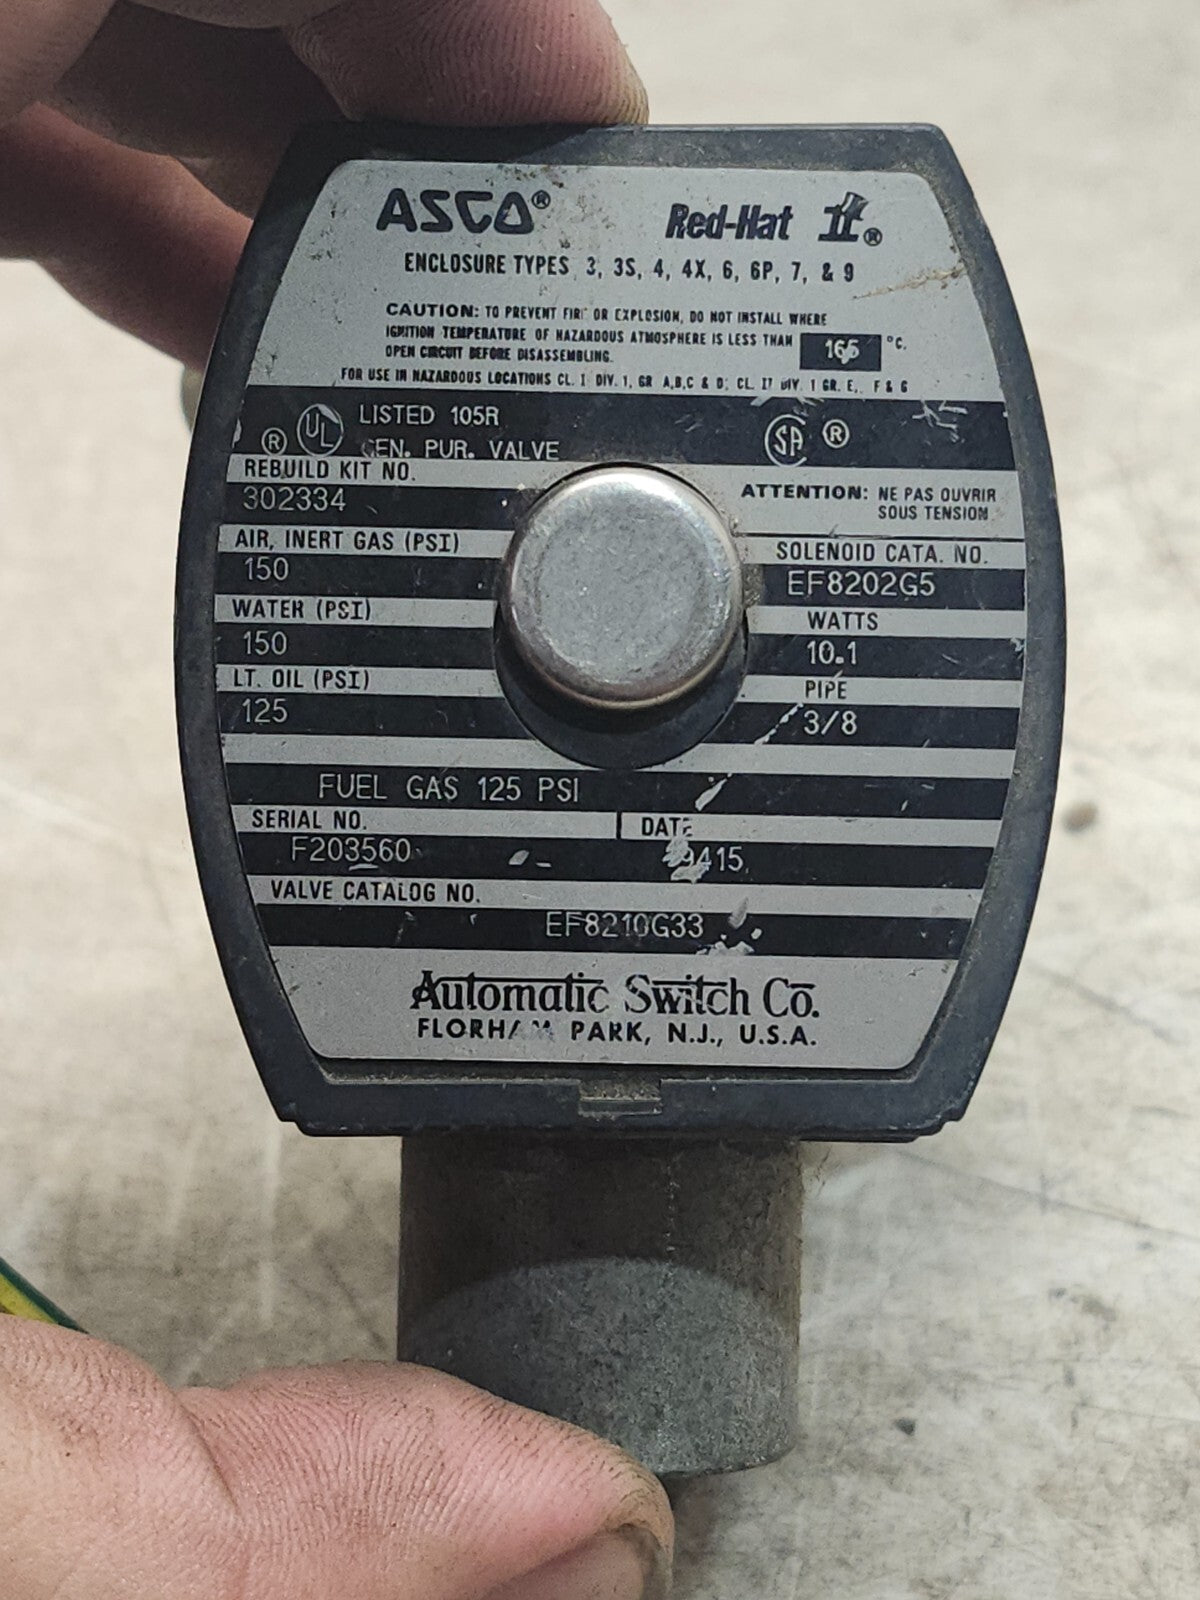 ASCO® Red-Hat II®
ENCLOSURE TYPES 3, 3S, 4, 4X, 6, 6P, 7, & 9
CAUTION: TO PREVENT FIRE OR EXPLOSION, DO NOT INSTALL WHERE
IGNITION TEMPERATURE OF HAZARDOUS ATMOSPHERE IS LESS THAN 165 °C.
OPEN CIRCUIT BEFORE DISASSEMBLING.
FOR USE IN HAZARDOUS LOCATIONS CL. I DIV. 1, GR A,B,C & D; CL. II DIV. 1 GR. E, F & G
® UL LISTED 105R
GEN. PUR. VALVE
SA ®
REBUILD KIT NO.
302334
ATTENTION: NE PAS OUVRIR
SOUS TENSION
AIR, INERT GAS (PSI)
150
SOLENOID CATA. NO.
EF8202G5
WATER (PSI)
150
WATTS
10.1
LT. OIL (PSI)
125
PIPE
3/8
FUEL GAS 125 PSI
SERIAL NO. DATE
F203560 9415
VALVE CATALOG NO.
EF8210G33
Automatic Switch Co.
FLORHAM PARK, N.J., U.S.A.